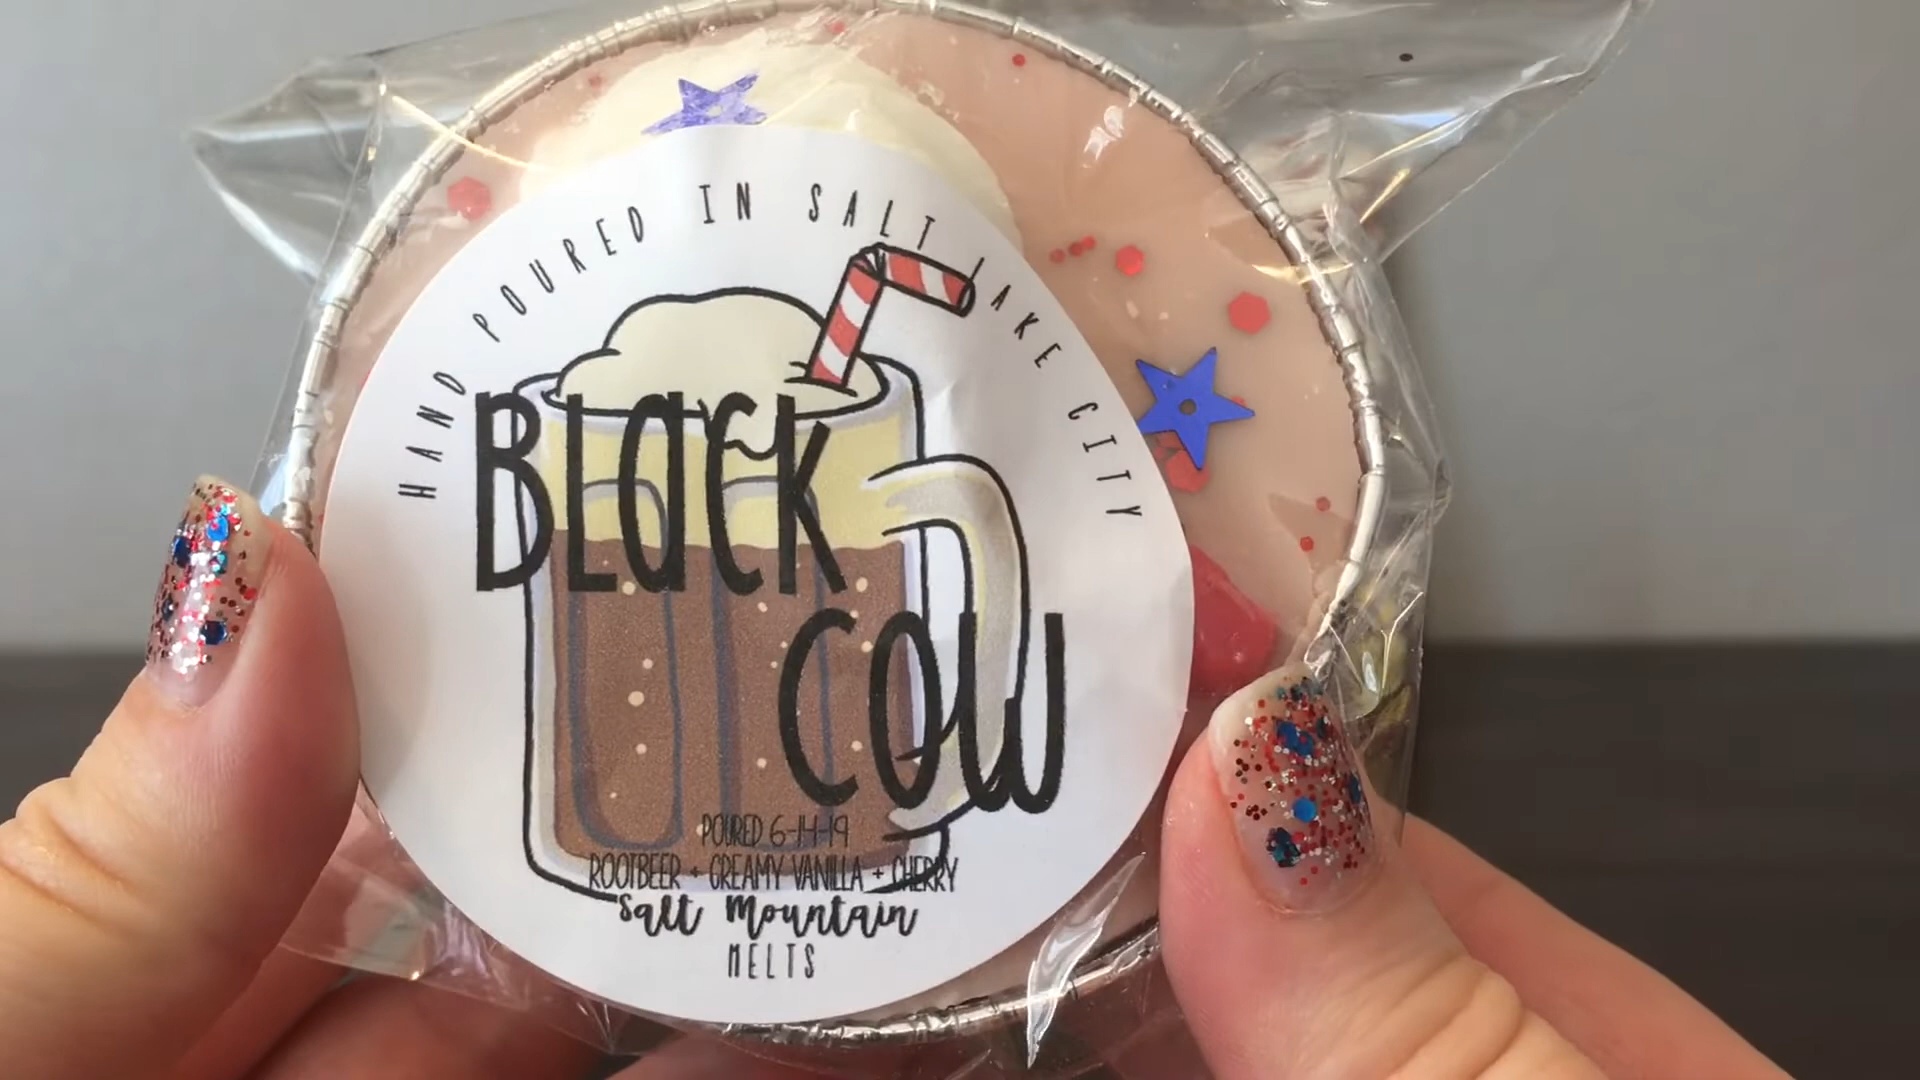 HAND POURED IN SALT LAKE CITY
BLacK
COW
POURED 6-14-19
ROOTBEER + CREAMY VANILLA + CHERRY
Salt Mountain
MELTS